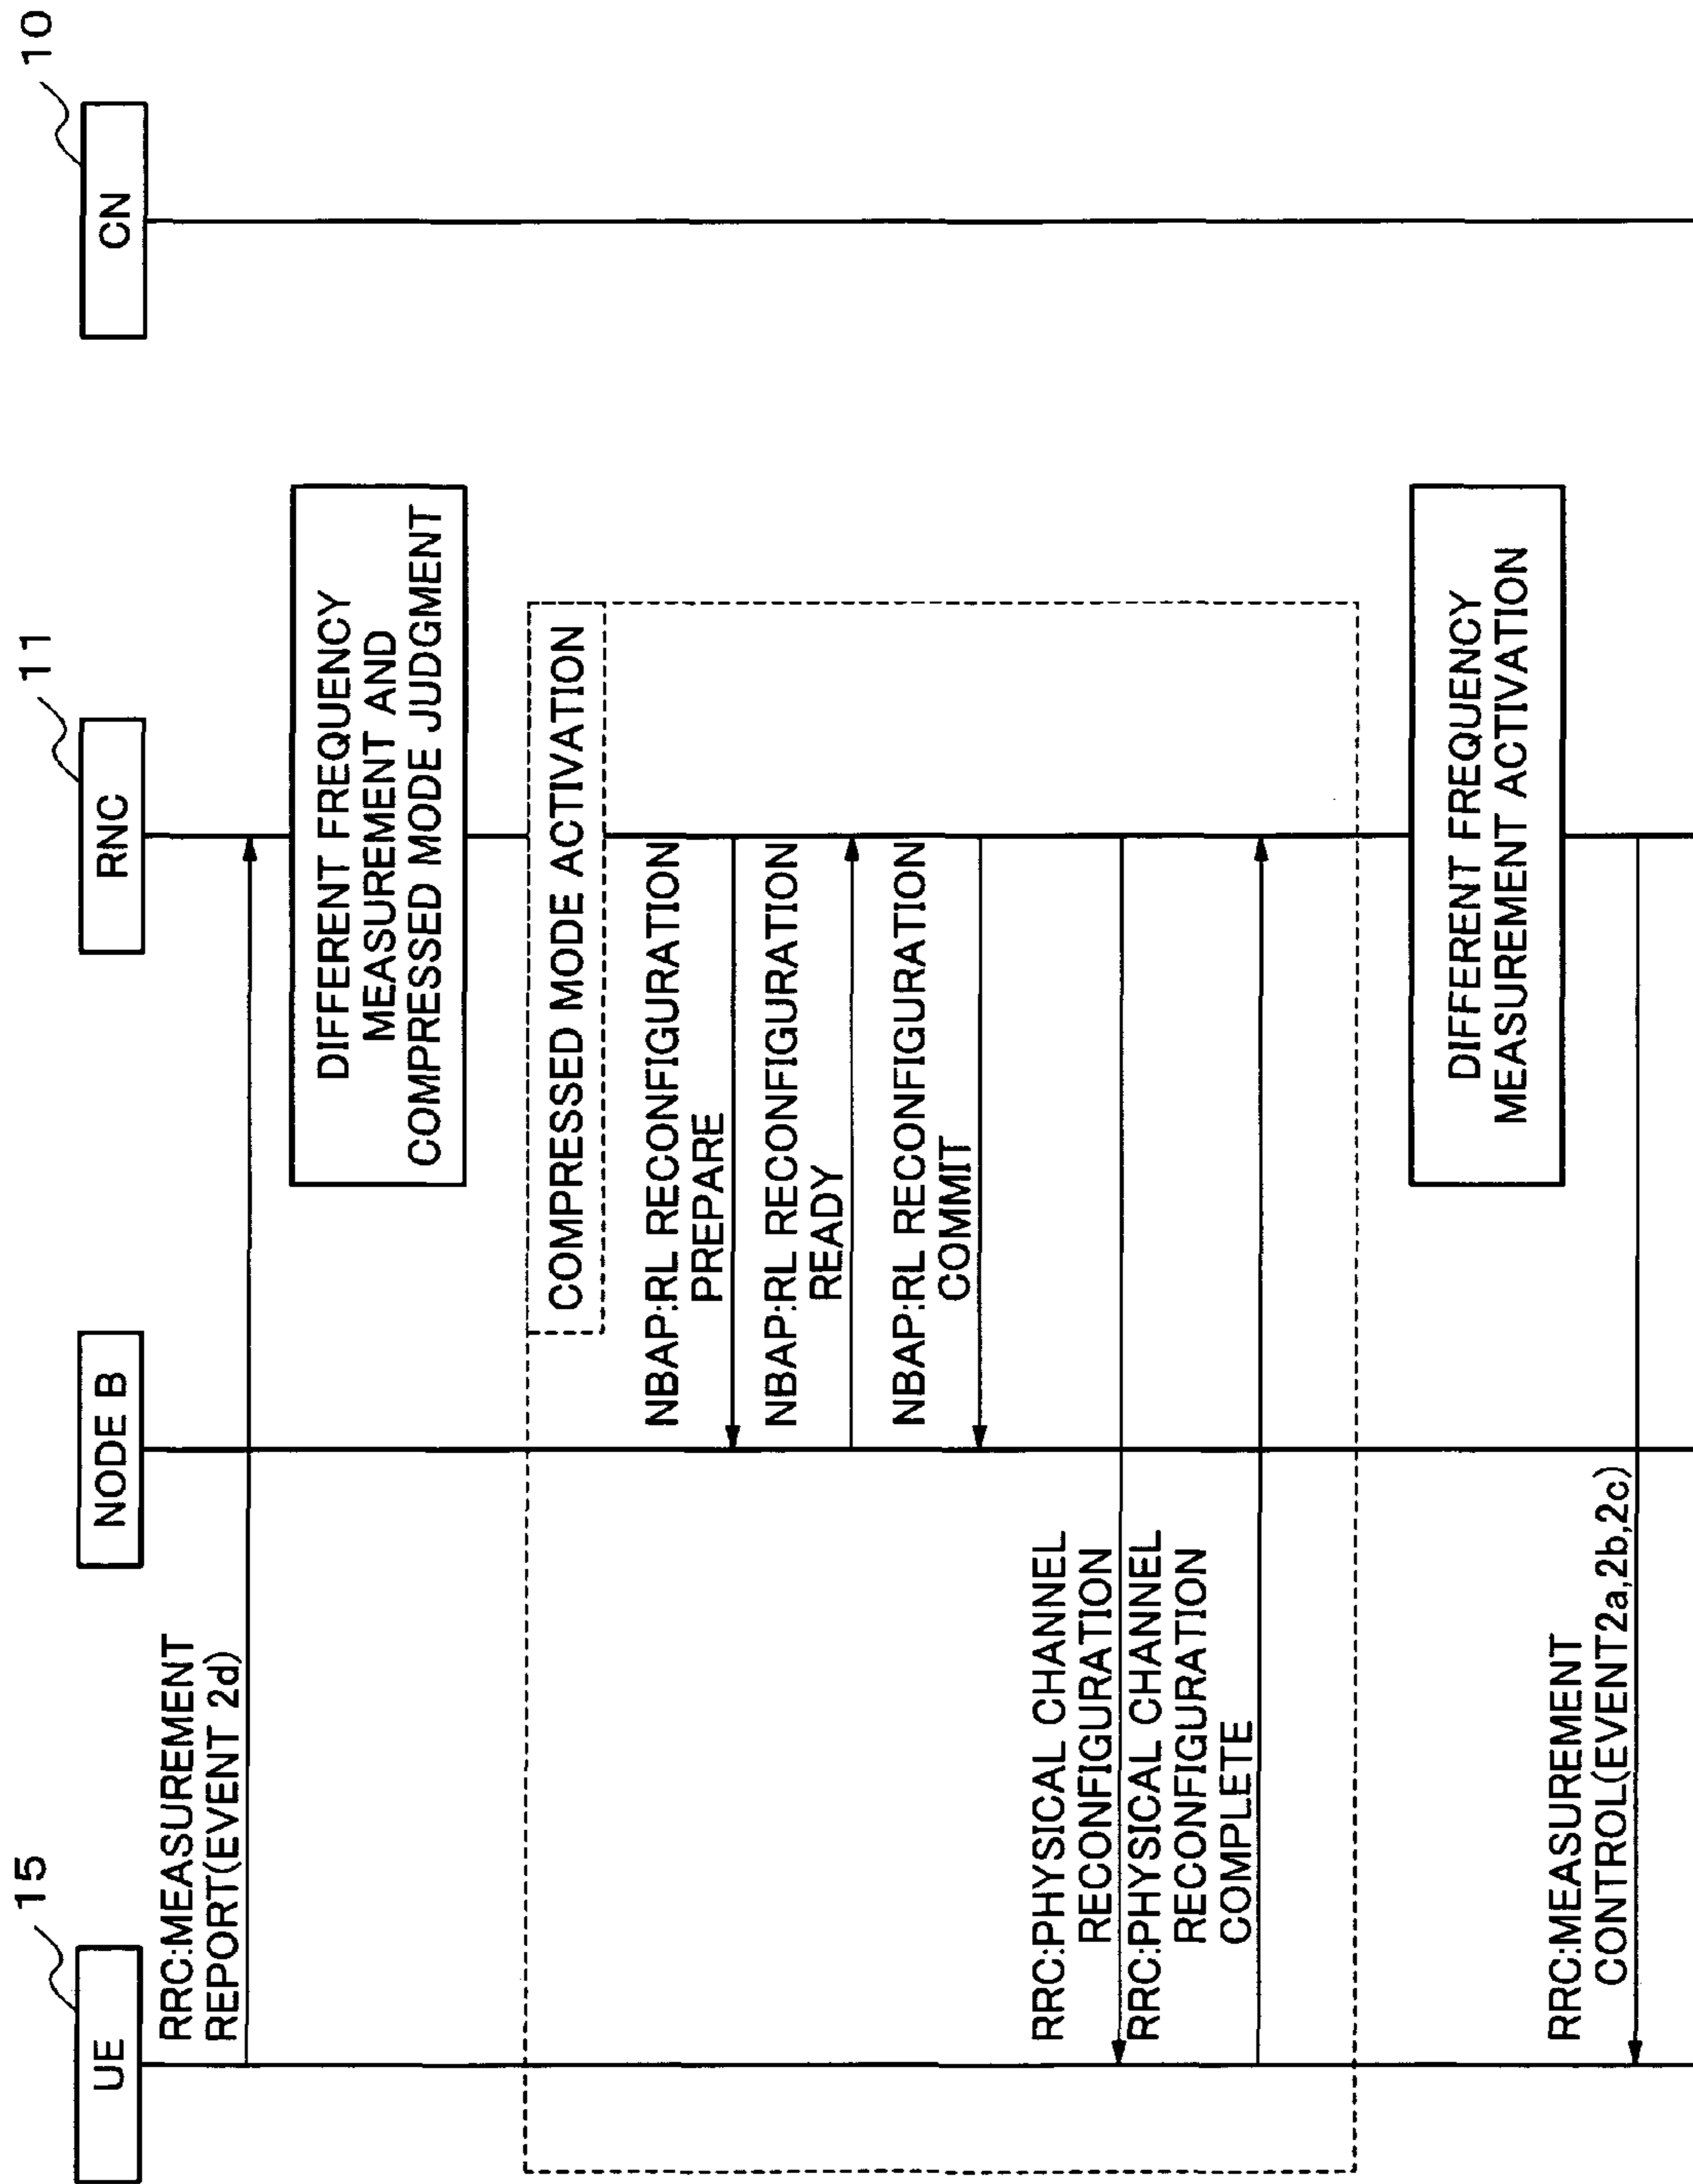 15
UE
NODE B
11
RNC
10
CN
RRC:MEASUREMENT
REPORT(EVENT 2d)
DIFFERENT FREQUENCY
MEASUREMENT AND
COMPRESSED MODE JUDGMENT
COMPRESSED MODE ACTIVATION
NBAP:RL RECONFIGURATION
PREPARE
NBAP:RL RECONFIGURATION
READY
NBAP:RL RECONFIGURATION
COMMIT
RRC:PHYSICAL CHANNEL
RECONFIGURATION
RRC:PHYSICAL CHANNEL
RECONFIGURATION
COMPLETE
DIFFERENT FREQUENCY
MEASUREMENT ACTIVATION
RRC:MEASUREMENT
CONTROL(EVENT2a,2b,2c)